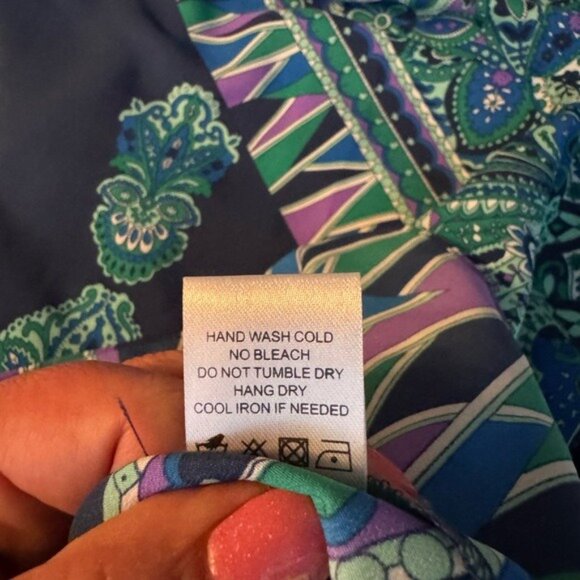 HAND WASH COLD
NO BLEACH
DO NOT TUMBLE DRY
HANG DRY
COOL IRON IF NEEDED